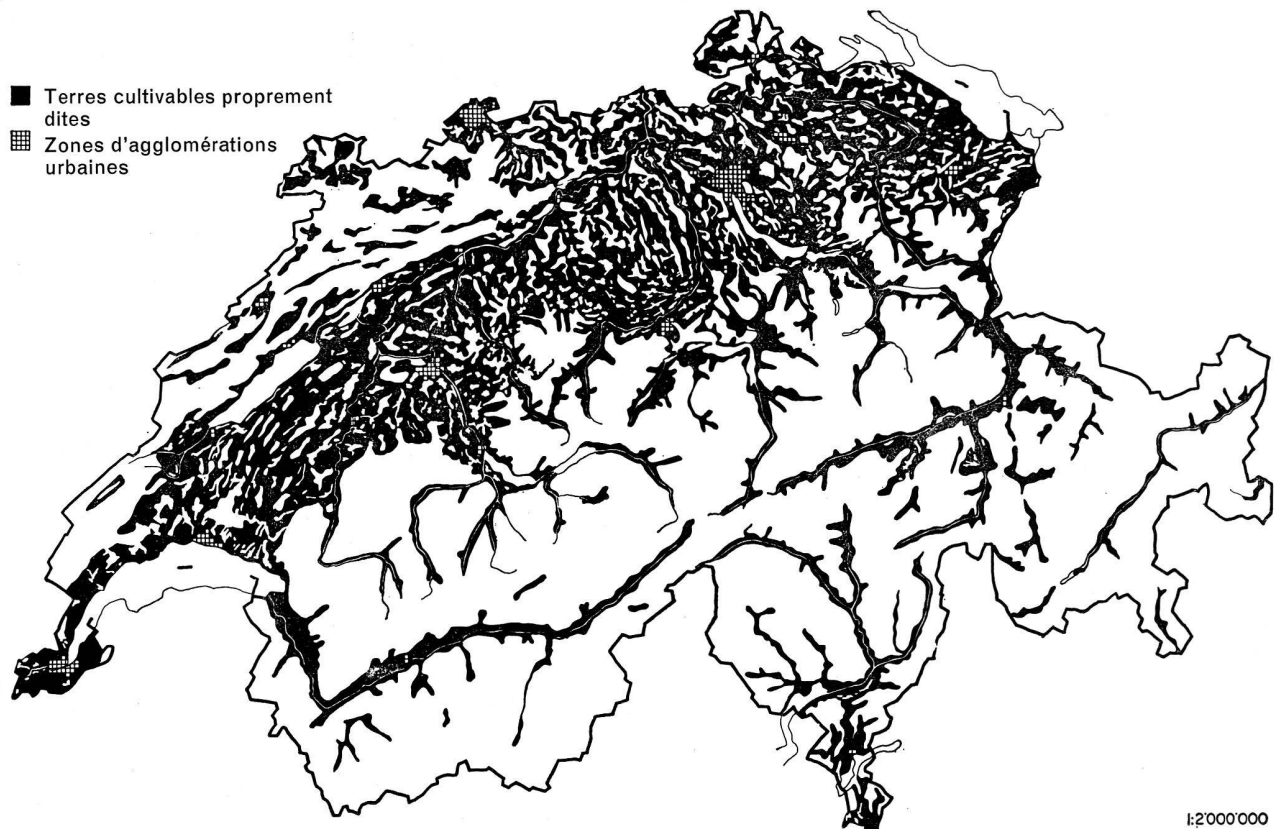 Terres cultivables proprement
dites
Zones d'agglomérations
urbaines
1:2'000'000